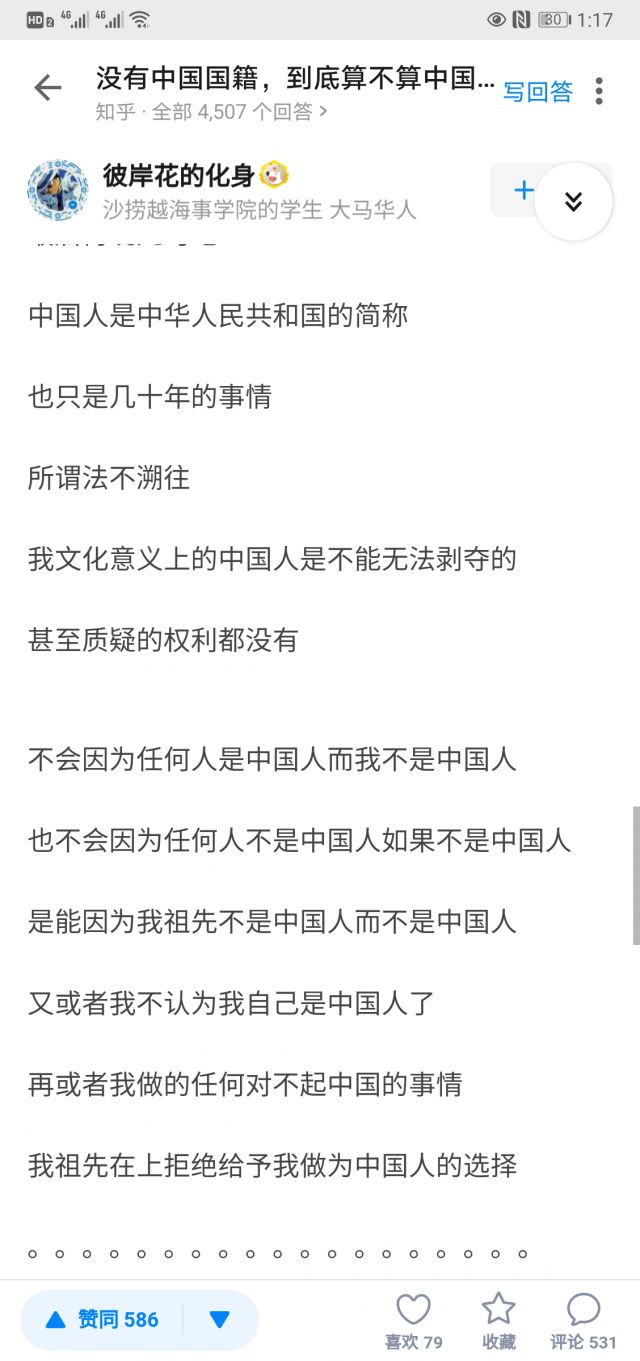 HD 2 4G 4G 80 1:17
没有中国国籍，到底算不算中国... 写回答
知乎 · 全部 4,507 个回答 >
彼岸花的化身
沙捞越海事学院的学生 大马华人
中国人是中华人民共和国的简称
也只是几十年的事情
所谓法不溯往
我文化意义上的中国人是不能无法剥夺的
甚至质疑的权利都没有
不会因为任何人是中国人而我不是中国人
也不会因为任何人不是中国人如果不是中国人
是能因为我祖先不是中国人而不是中国人
又或者我不认为我自己是中国人了
再或者我做的任何对不起中国的事情
我祖先在上拒绝给予我做为中国人的选择
。。。。。。。。。。。。。。。。。。。
赞同 586
喜欢 79 收藏 评论 531